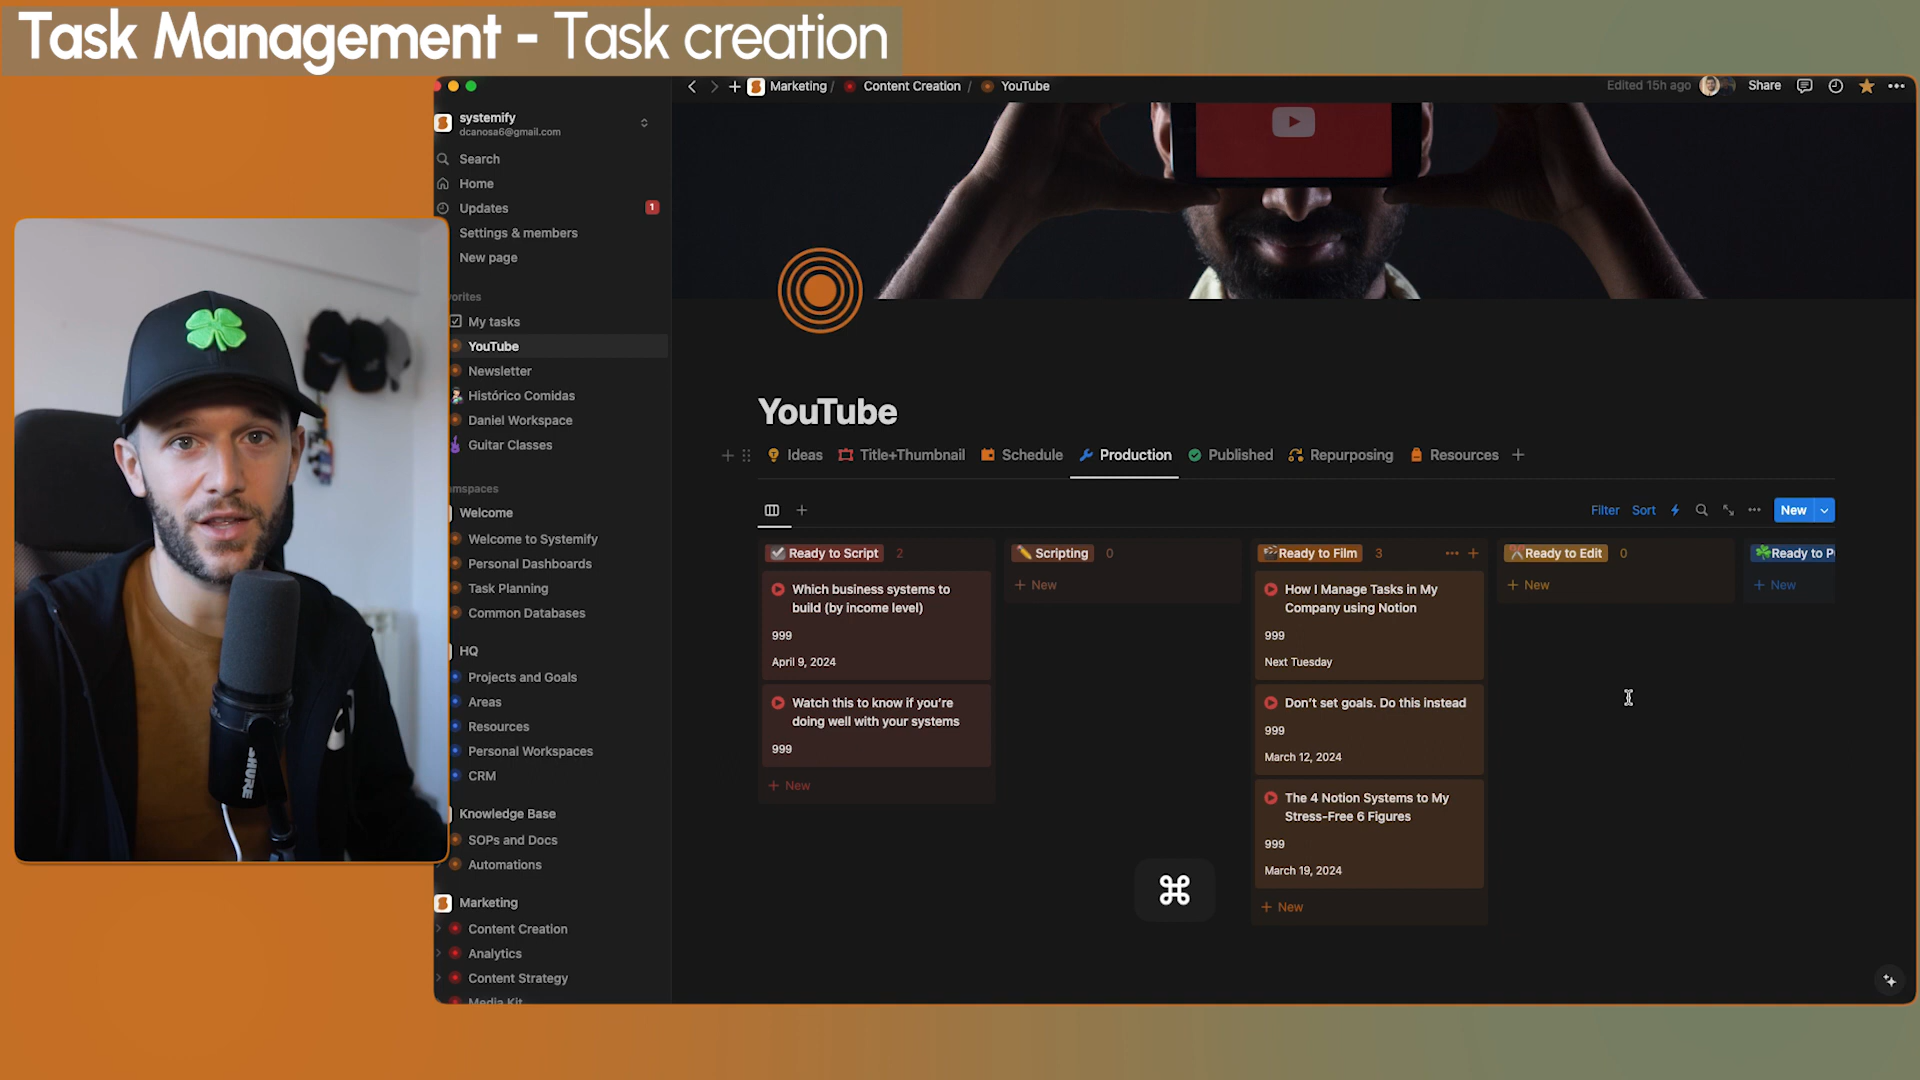 Task Management - Task creation
Marketing / Content Creation / YouTube
Edited 15h ago
Share
systemify
dcanosa6@gmail.com
Search
Home
Updates
1
Settings & members
New page
vorites
My tasks
YouTube
Newsletter
Histórico Comidas
Daniel Workspace
Guitar Classes
amspaces
Welcome
Welcome to Systemify
Personal Dashboards
Task Planning
Common Databases
HQ
Projects and Goals
Areas
Resources
Personal Workspaces
CRM
Knowledge Base
SOPs and Docs
Automations
Marketing
Content Creation
Analytics
Content Strategy
Media Kit
YouTube
Ideas
Title+Thumbnail
Schedule
Production
Published
Repurposing
Resources
Filter
Sort
New
Ready to Script 2
Which business systems to
build (by income level)
999
April 9, 2024
Watch this to know if you're
doing well with your systems
999
+ New
Scripting 0
+ New
Ready to Film 3
How I Manage Tasks in My
Company using Notion
999
Next Tuesday
Don't set goals. Do this instead
999
March 12, 2024
The 4 Notion Systems to My
Stress-Free 6 Figures
999
March 19, 2024
+ New
Ready to Edit 0
+ New
Ready to P
+ New
⌘
SHURE